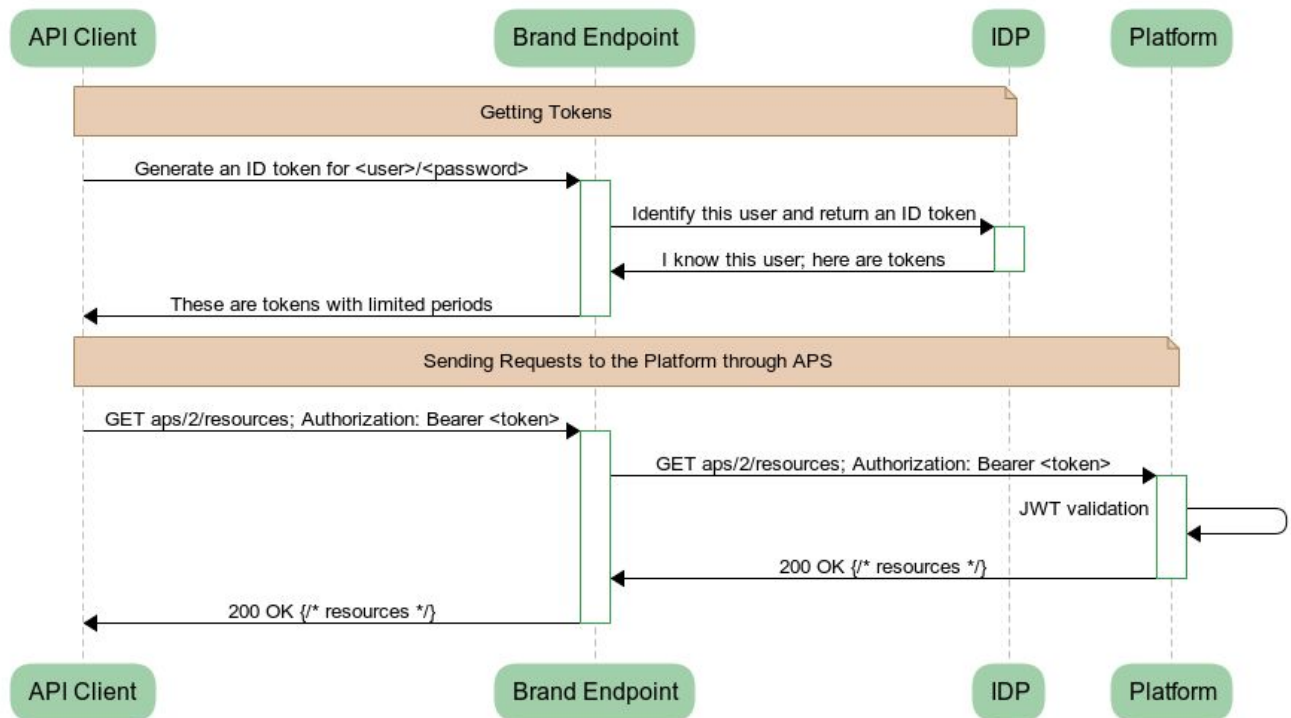 API Client
Brand Endpoint
IDP
Platform
Getting Tokens
Generate an ID token for <user>/<password>
Identify this user and return an ID token
I know this user; here are tokens
These are tokens with limited periods
Sending Requests to the Platform through APS
GET aps/2/resources; Authorization: Bearer <token>
GET aps/2/resources; Authorization: Bearer <token>
JWT validation
200 OK {/* resources */}
200 OK {/* resources */}
API Client
Brand Endpoint
IDP
Platform